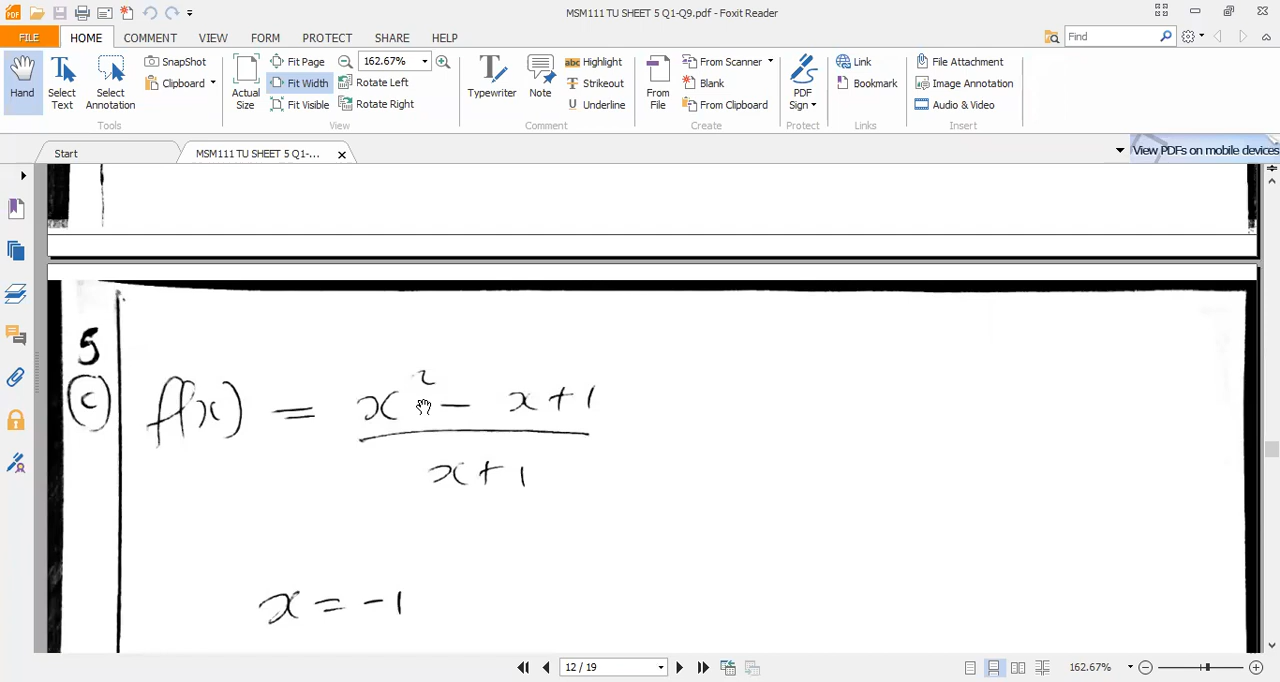 MSM111 TU SHEET 5 Q1-Q9.pdf - Foxit Reader
FILE HOME COMMENT VIEW FORM PROTECT SHARE HELP
Find
Hand
Select Text
Select Annotation
SnapShot
Clipboard
Tools
Actual Size
Fit Page
Fit Width
Fit Visible
162.67%
Rotate Left
Rotate Right
View
Typewriter
Note
Highlight
Strikeout
Underline
Comment
From File
From Scanner
Blank
From Clipboard
Create
PDF Sign
Protect
Link
Bookmark
Links
File Attachment
Image Annotation
Audio & Video
Insert
Start
MSM111 TU SHEET 5 Q1-...
View PDFs on mobile devices
5
(c) f(x) = x² - x+1
x+1
x = -1
12 / 19
162.67%